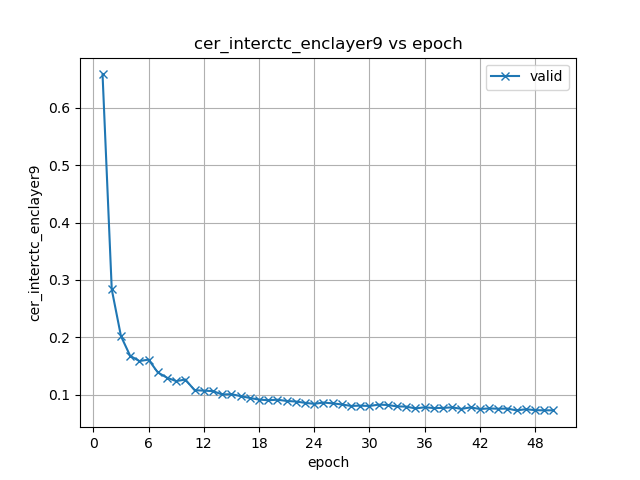 cer_interctc_enclayer9 vs epoch
valid
cer_interctc_enclayer9
0.6
0.5
0.4
0.3
0.2
0.1
0 6 12 18 24 30 36 42 48
epoch